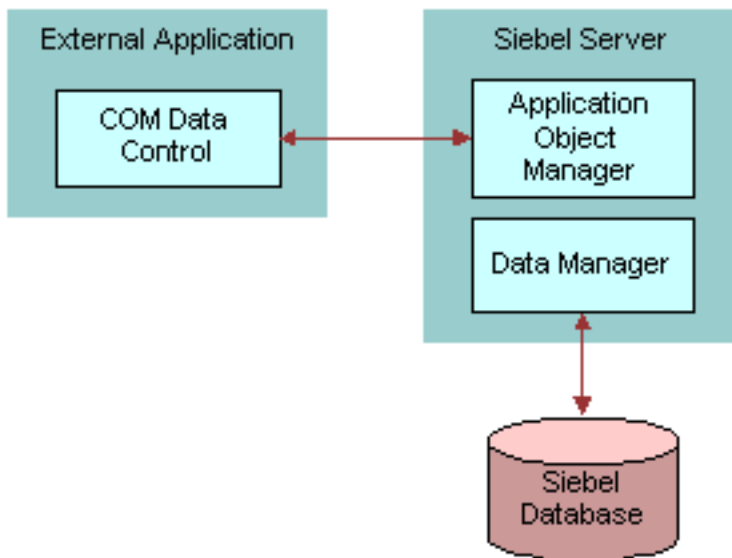 External Application
COM Data
Control
Siebel Server
Application
Object
Manager
Data Manager
Siebel
Database